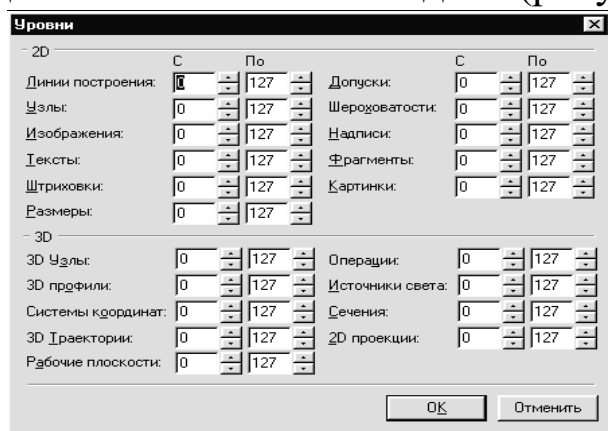 Уровни
2D
С По С По
Линии построения: 0 127 Допуски: 0 127
Узлы: 0 127 Шероховатости: 0 127
Изображения: 0 127 Надписи: 0 127
Тексты: 0 127 Фрагменты: 0 127
Штриховки: 0 127 Картинки: 0 127
Размеры: 0 127
3D
3D Узлы: 0 127 Операции: 0 127
3D профили: 0 127 Источники света: 0 127
Системы координат: 0 127 Сечения: 0 127
3D Траектории: 0 127 2D проекции: 0 127
Рабочие плоскости: 0 127
OK Отменить